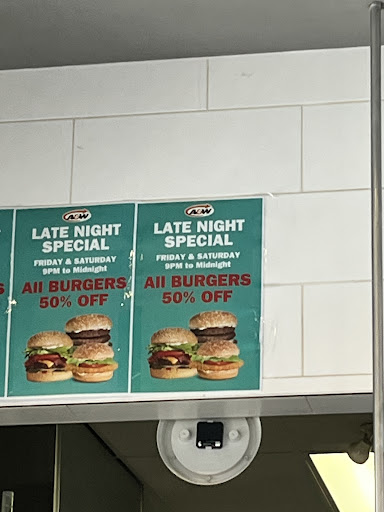 A&W
LATE NIGHT
SPECIAL
FRIDAY & SATURDAY
9PM to Midnight
All BURGERS
50% OFF
A&W
LATE NIGHT
SPECIAL
FRIDAY & SATURDAY
9PM to Midnight
All BURGERS
50% OFF